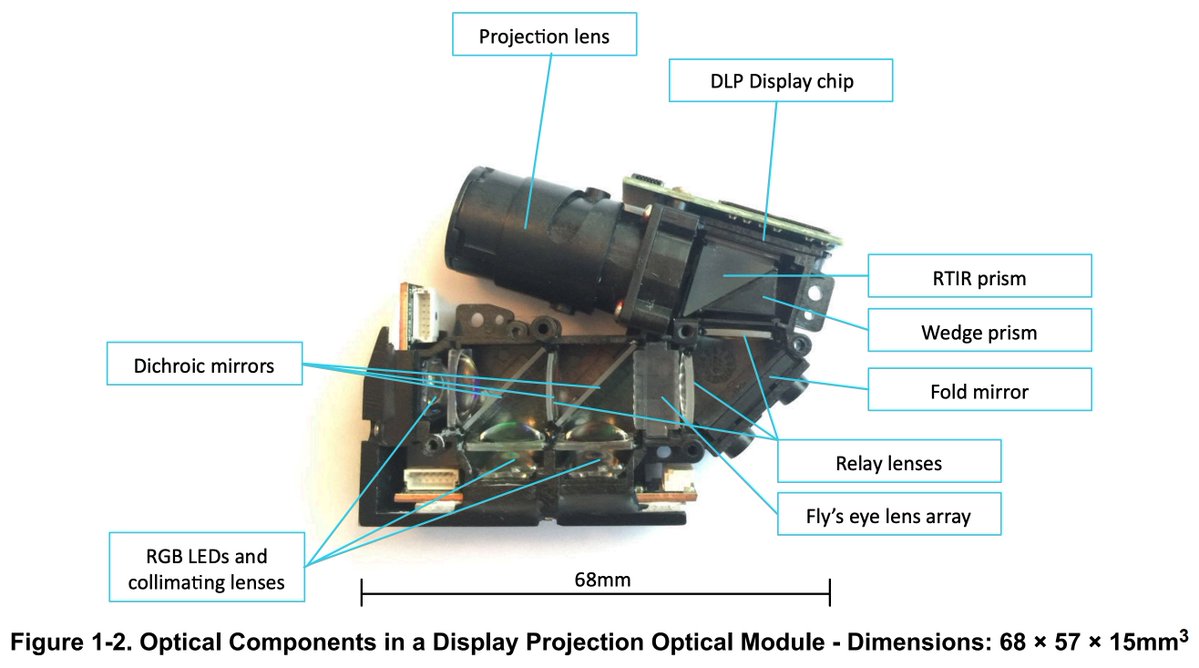 Projection lens
DLP Display chip
RTIR prism
Wedge prism
Dichroic mirrors
Fold mirror
Relay lenses
Fly's eye lens array
RGB LEDs and
collimating lenses
68mm
Figure 1-2. Optical Components in a Display Projection Optical Module - Dimensions: 68 × 57 × 15mm³